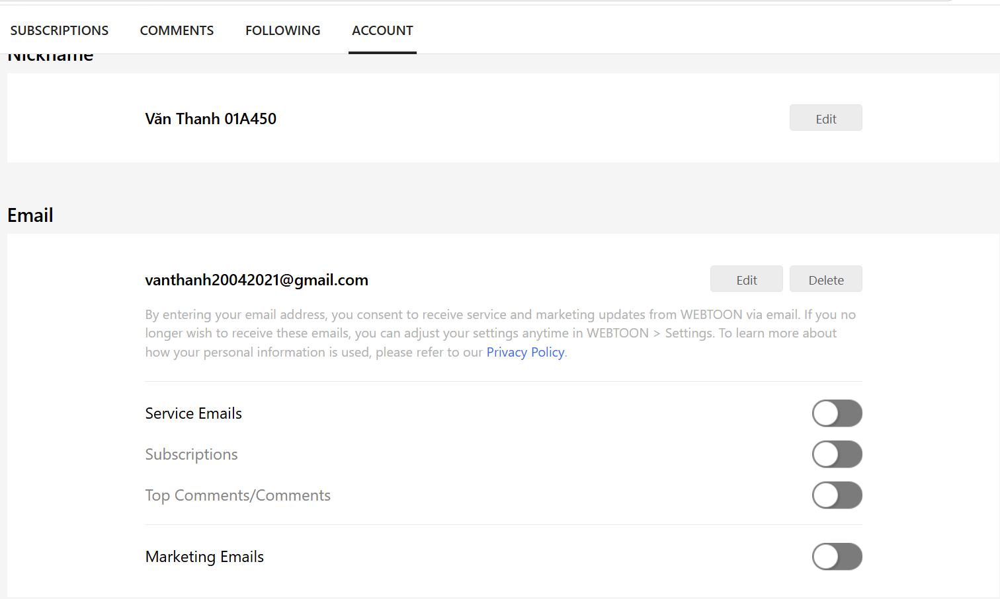 SUBSCRIPTIONS COMMENTS FOLLOWING ACCOUNT
Nickname
Văn Thanh 01A450 Edit
Email
vanthanh20042021@gmail.com Edit Delete
By entering your email address, you consent to receive service and marketing updates from WEBTOON via email. If you no
longer wish to receive these emails, you can adjust your settings anytime in WEBTOON > Settings. To learn more about
how your personal information is used, please refer to our Privacy Policy.
Service Emails
Subscriptions
Top Comments/Comments
Marketing Emails